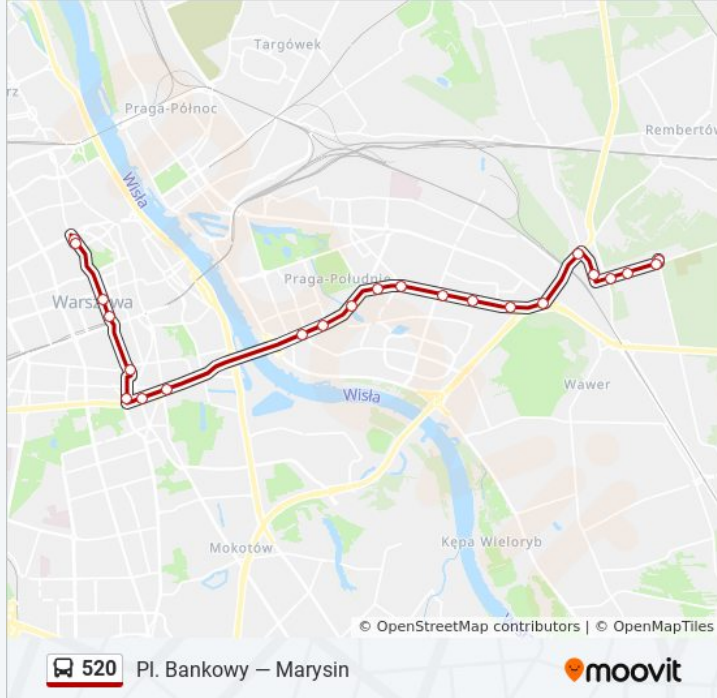 Targówek
rz
Praga-Północ
Rembertów
Wisła
Praga-Południe
Warszawa
Wawer
Wisła
Mokotów
Kępa Wieloryb
© OpenStreetMap contributors | © OpenMapTiles
520 Pl. Bankowy — Marysin
moovit